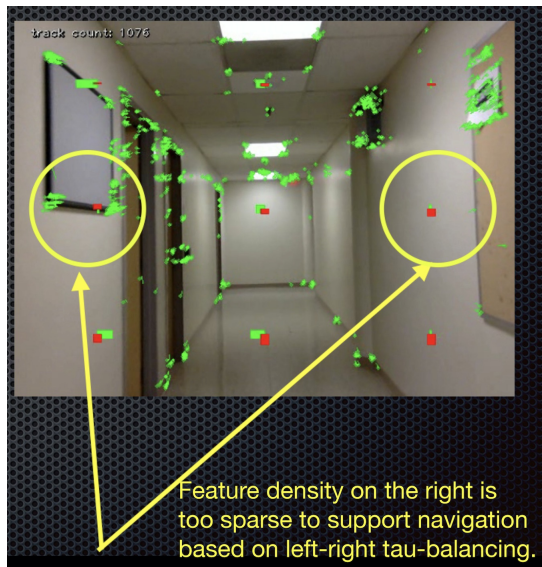 track count: 1076
Feature density on the right is
too sparse to support navigation
based on left-right tau-balancing.